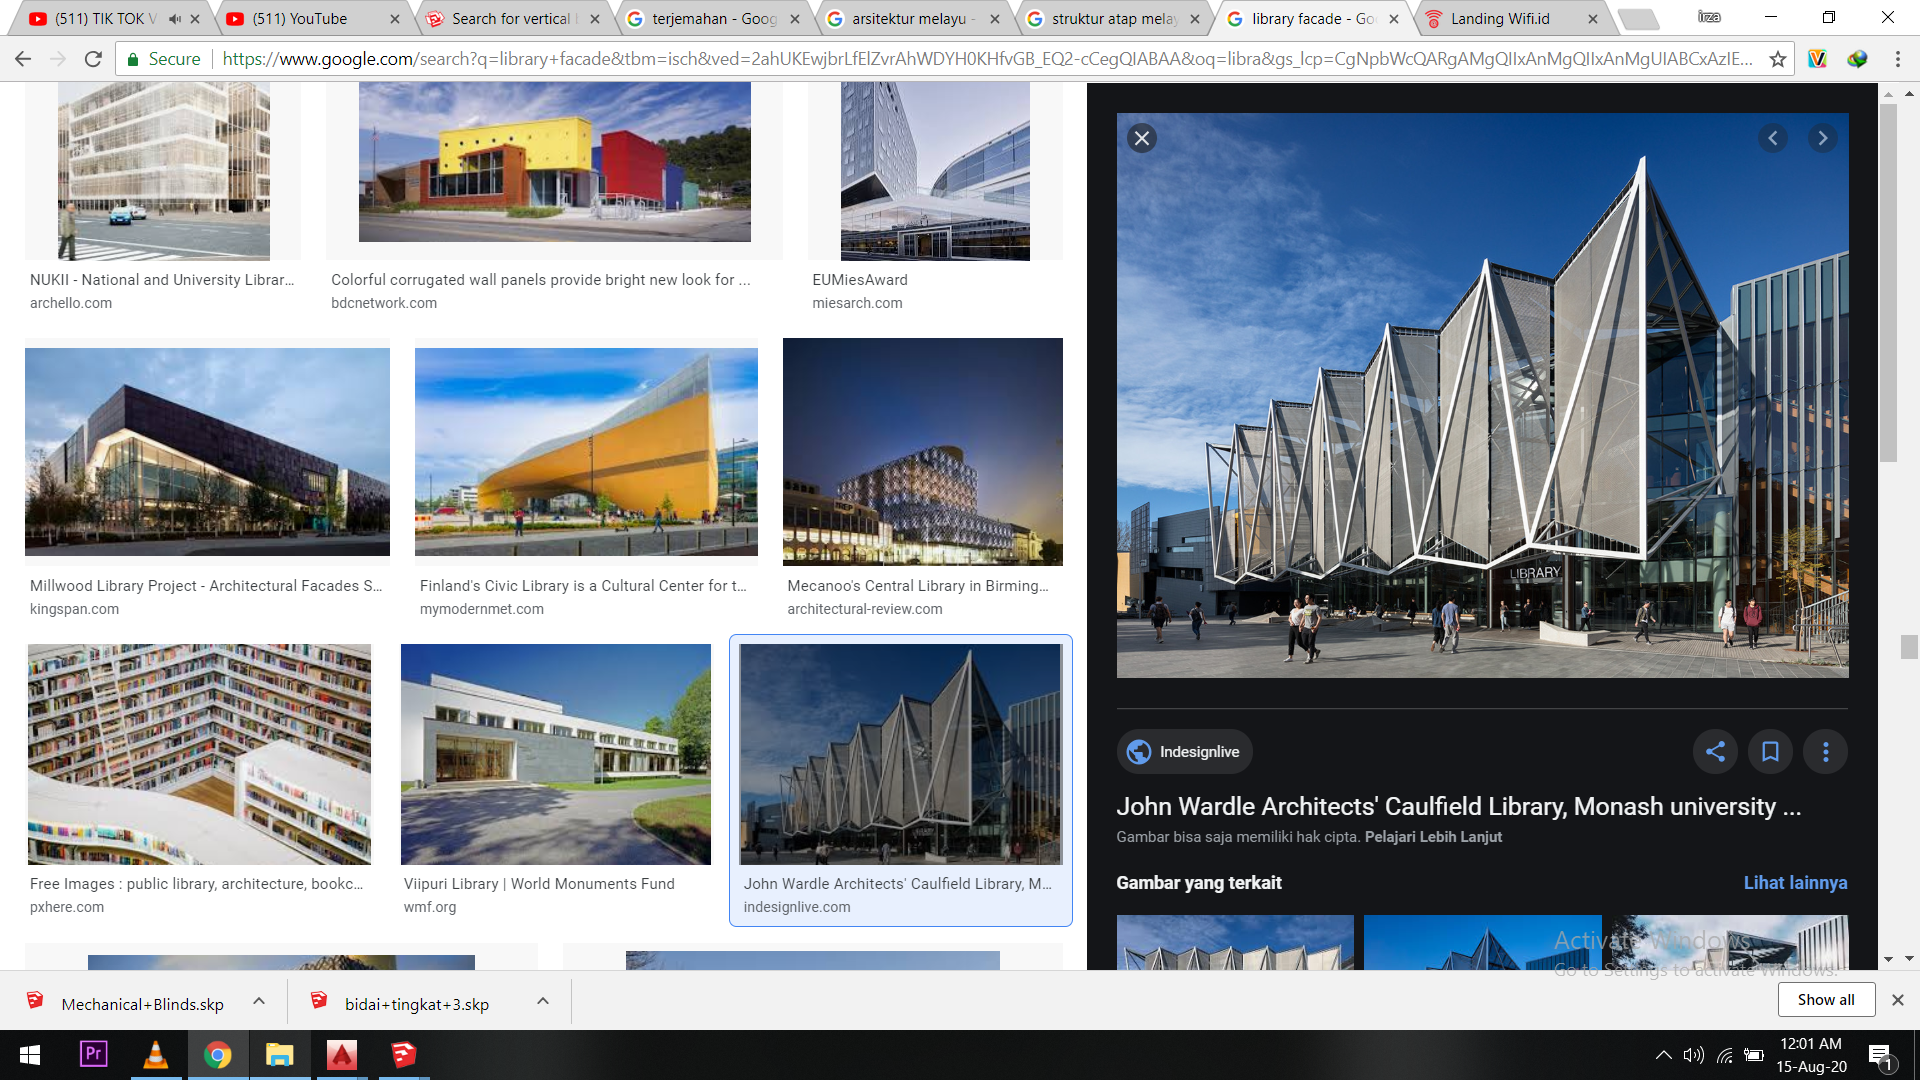 (511) TIK TOK V
(511) YouTube
Search for vertical
terjemahan - Goog
arsitektur melayu -
struktur atap mela
library facade - Go
Landing Wifi.id
irza
Secure
https://www.google.com/search?q=library+facade&tbm=isch&ved=2ahUKEwjbrLfElZvrAhWDYH0KHfvGB_EQ2-cCegQIABAA&oq=libra&gs_lcp=CgNpbWcQARgAMgQIIxAnMgQIIxAnMgUIABCxAzIE...
NUKII - National and University Librar...
archello.com
Colorful corrugated wall panels provide bright new look for ...
bdcnetwork.com
EUMiesAward
miesarch.com
Millwood Library Project - Architectural Facades S...
kingspan.com
Finland's Civic Library is a Cultural Center for t...
mymodernmet.com
Mecanoo's Central Library in Birming...
architectural-review.com
Free Images : public library, architecture, bookc...
pxhere.com
Viipuri Library | World Monuments Fund
wmf.org
John Wardle Architects' Caulfield Library, M...
indesignlive.com
LIBRARY
Indesignlive
John Wardle Architects' Caulfield Library, Monash university ...
Gambar bisa saja memiliki hak cipta. Pelajari Lebih Lanjut
Gambar yang terkait
Lihat lainnya
Activate Windows
Go to Settings to activate Windows.
Mechanical+Blinds.skp
bidai+tingkat+3.skp
Show all
Pr
12:01 AM
15-Aug-20
1